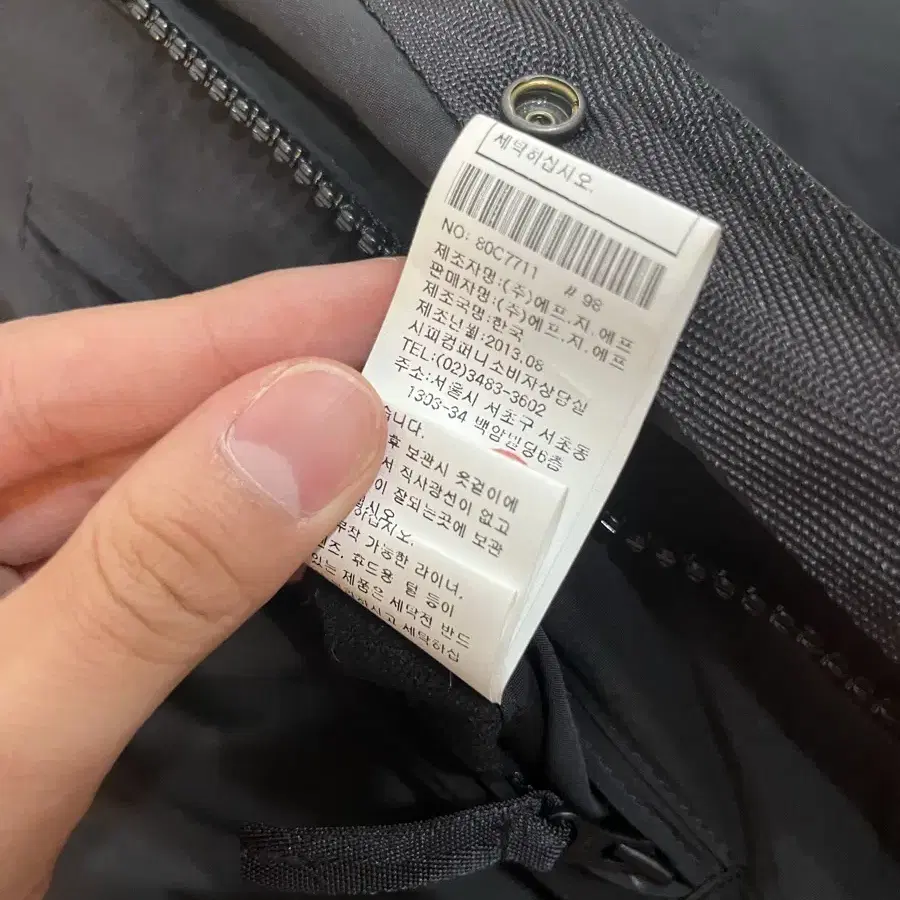 세탁하십시오.
NO: 80C7711 # 98
제조자명:(주)에프.지.에프
판매자명:(주)에프.지.에프
제조국명:한국
제조년월:2013.08
시피컴퍼니소비자상담실
TEL:(02)3483-3602
주소:서울시 서초구 서초동
1303-34 백암빌딩6층
습니다.
후 보관시 옷걸이에
서 직사광선이 없고
이 잘되는곳에 보관
하십시오.
부착 가능한 라이너,
후드용 털 등이
있는 제품은 세탁전 반드
세탁하십